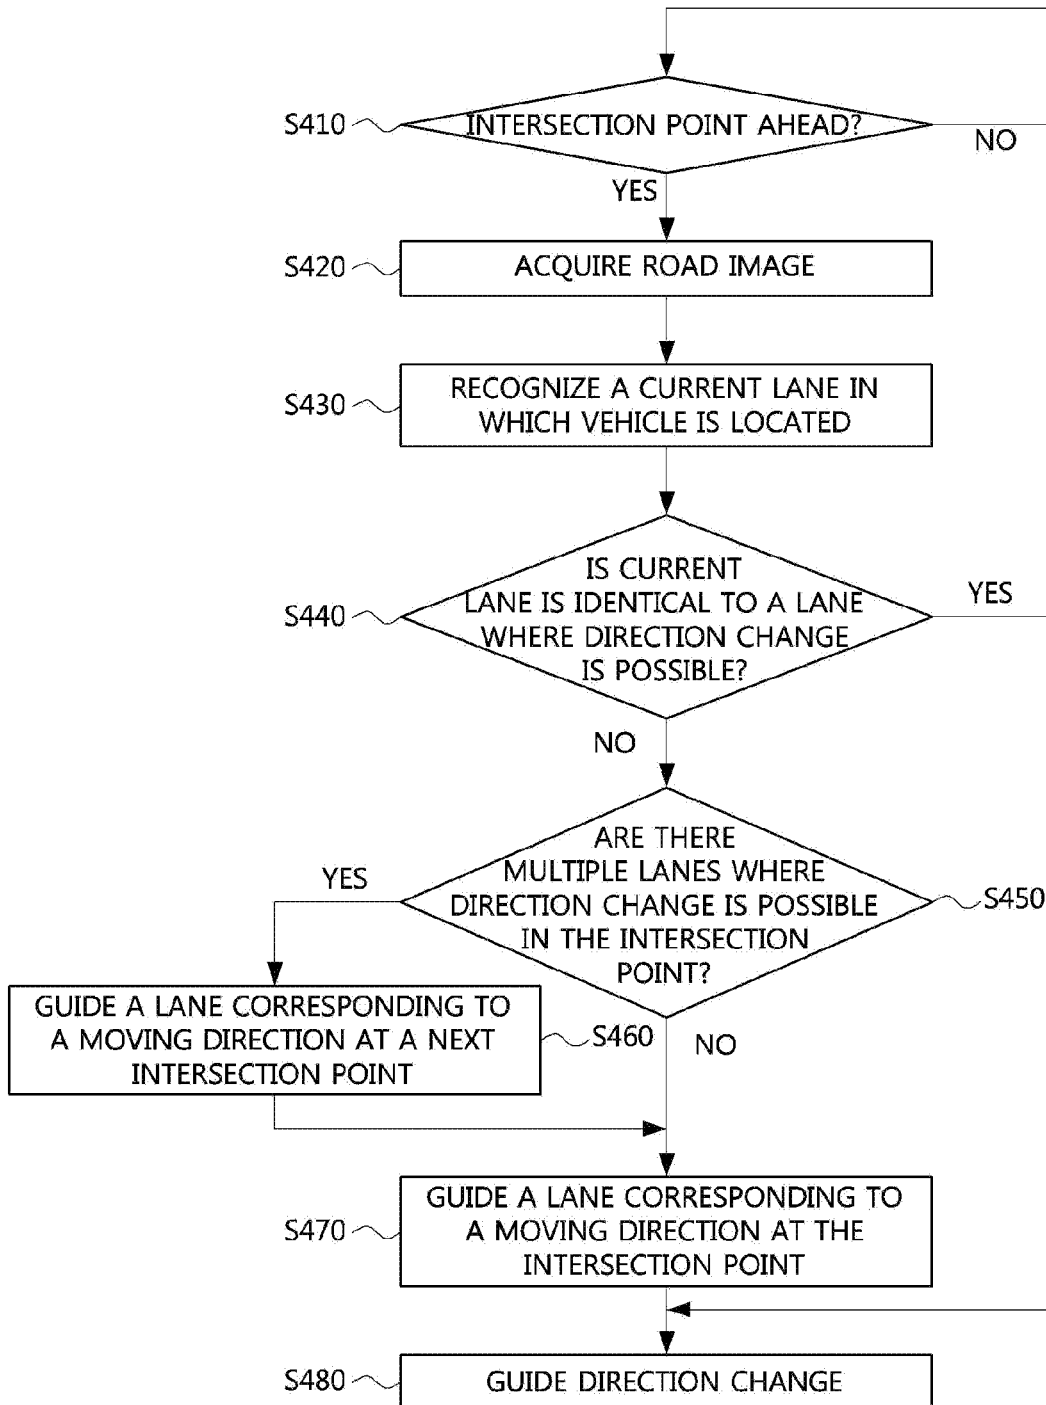 S410
INTERSECTION POINT AHEAD?
NO
YES
S420
ACQUIRE ROAD IMAGE
S430
RECOGNIZE A CURRENT LANE IN
WHICH VEHICLE IS LOCATED
S440
IS CURRENT
LANE IS IDENTICAL TO A LANE
WHERE DIRECTION CHANGE
IS POSSIBLE?
YES
NO
ARE THERE
MULTIPLE LANES WHERE
DIRECTION CHANGE IS POSSIBLE
IN THE INTERSECTION
POINT?
YES
S450
GUIDE A LANE CORRESPONDING TO
A MOVING DIRECTION AT A NEXT
INTERSECTION POINT
S460
NO
S470
GUIDE A LANE CORRESPONDING TO
A MOVING DIRECTION AT THE
INTERSECTION POINT
S480
GUIDE DIRECTION CHANGE